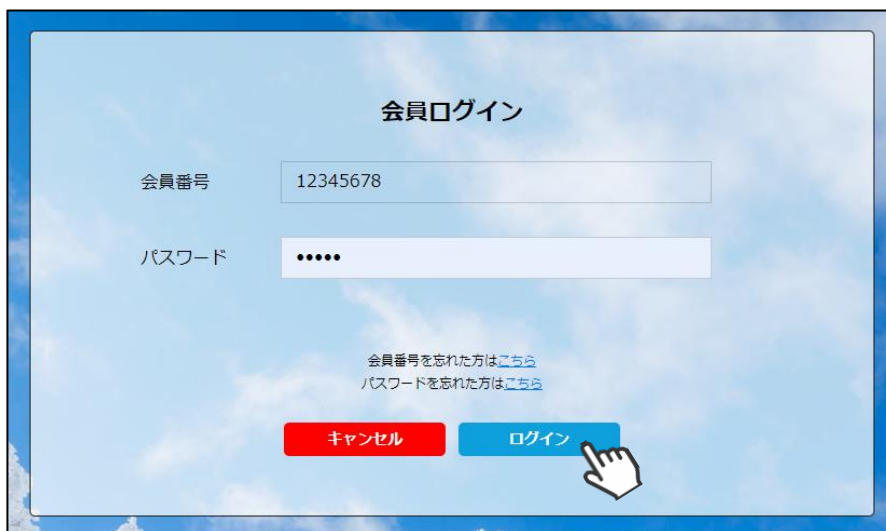 会員ログイン
会員番号 12345678
パスワード •••••
会員番号を忘れた方はこちら
パスワードを忘れた方はこちら
キャンセル ログイン